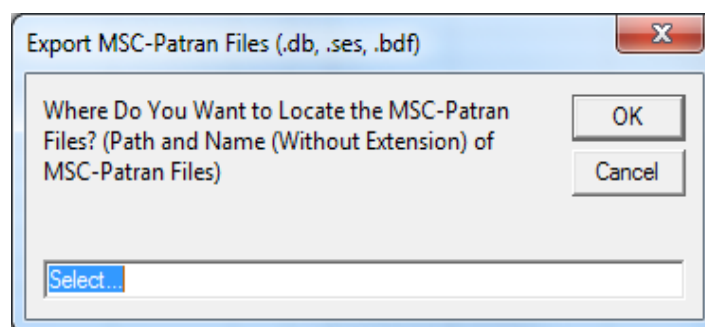 Export MSC-Patran Files (.db, .ses, .bdf)
Where Do You Want to Locate the MSC-Patran
Files? (Path and Name (Without Extension) of
MSC-Patran Files)
OK
Cancel
Select...